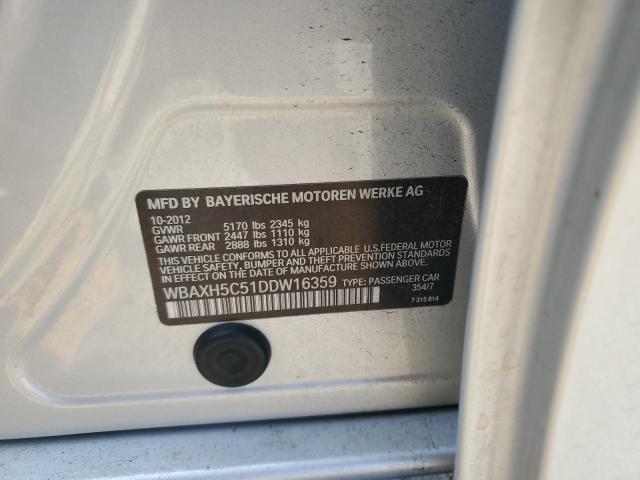 MFD BY BAYERISCHE MOTOREN WERKE AG
10-2012
GVWR 5170 lbs 2345 kg
GAWR FRONT 2447 lbs 1110 kg
GAWR REAR 2888 lbs 1310 kg
THIS VEHICLE CONFORMS TO ALL APPLICABLE U.S.FEDERAL MOTOR
VEHICLE SAFETY, BUMPER, AND THEFT PREVENTION STANDARDS
IN EFFECT ON THE DATE OF MANUFACTURE SHOWN ABOVE.
WBAXH5C51DDW16359 TYPE: PASSENGER CAR
354/7
7 315 814